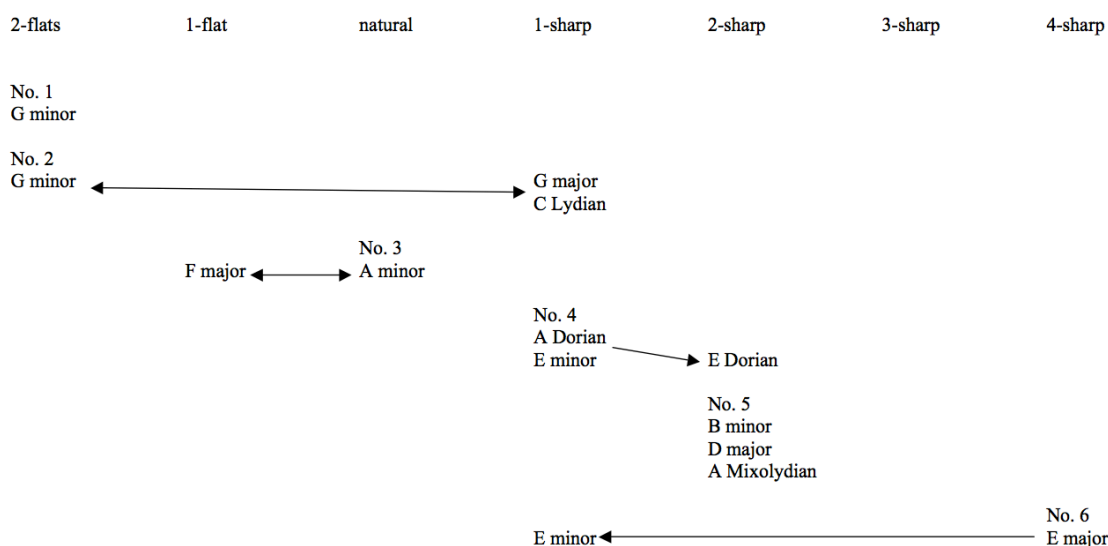 2-flats 1-flat natural 1-sharp 2-sharp 3-sharp 4-sharp
No. 1
G minor
No. 2
G minor G major
C Lydian
No. 3
F major A minor
No. 4
A Dorian
E minor E Dorian
No. 5
B minor
D major
A Mixolydian
No. 6
E minor E major